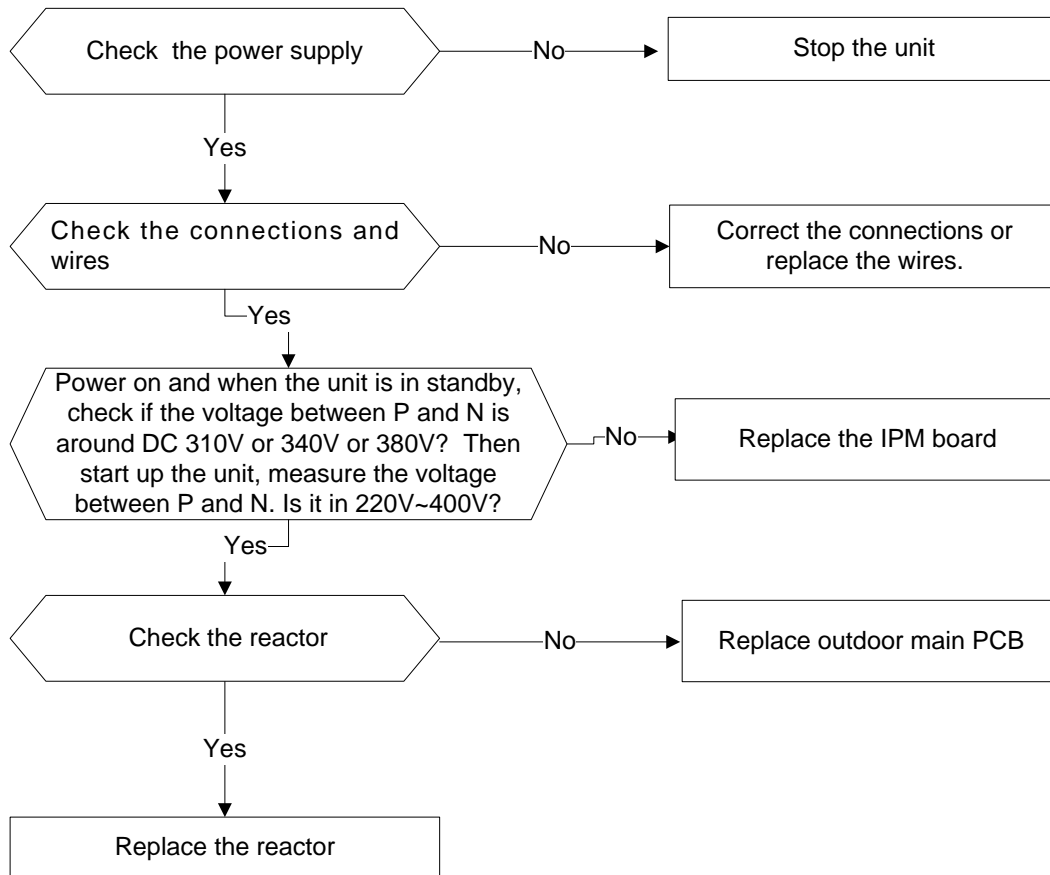 Check the power supply
No
Stop the unit
Yes
Check the connections and
wires
No
Correct the connections or
replace the wires.
Yes
Power on and when the unit is in standby,
check if the voltage between P and N is
around DC 310V or 340V or 380V? Then
start up the unit, measure the voltage
between P and N. Is it in 220V~400V?
No
Replace the IPM board
Yes
Check the reactor
No
Replace outdoor main PCB
Yes
Replace the reactor